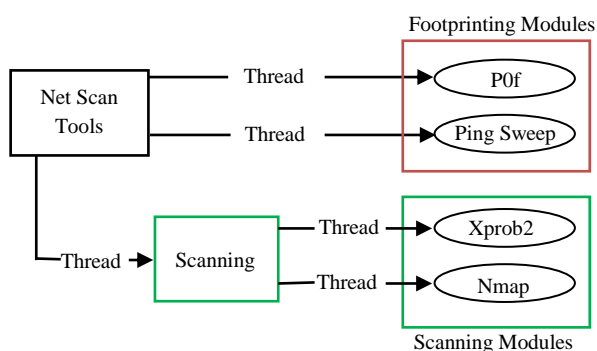 Footprinting Modules
Thread
P0f
Net Scan
Tools
Thread
Ping Sweep
Thread
Xprob2
Thread
Scanning
Thread
Nmap
Scanning Modules